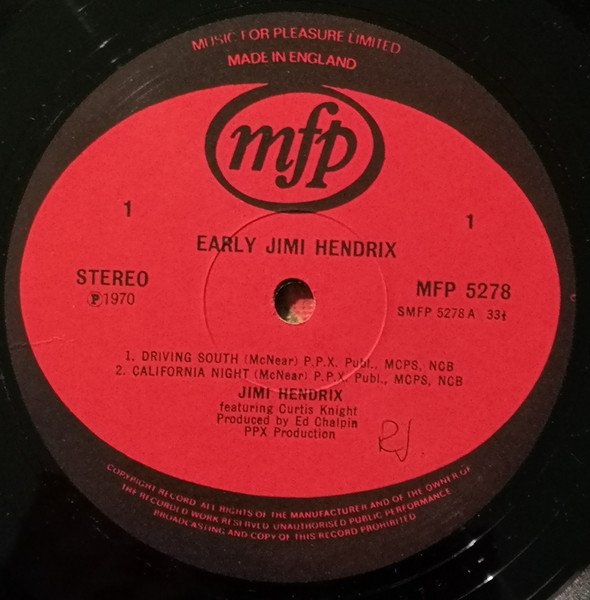 MUSIC FOR PLEASURE LIMITED
MADE IN ENGLAND
mfp
1
1
EARLY JIMI HENDRIX
STEREO
MFP 5278
Ⓟ1970
SMFP 5278 A 33⅓
1. DRIVING SOUTH (McNear) P.P.X. Publ., MCPS, NCB
2. CALIFORNIA NIGHT (McNear) P.P.X. Publ., MCPS, NCB
JIMI HENDRIX
featuring Curtis Knight
Produced by Ed Chalpin
PPX Production
COPYRIGHT RECORD ALL RIGHTS OF THE MANUFACTURER AND OF THE OWNER OF
THE RECORDED WORK RESERVED UNAUTHORISED PUBLIC PERFORMANCE
BROADCASTING AND COPY OF THIS RECORD PROHIBITED